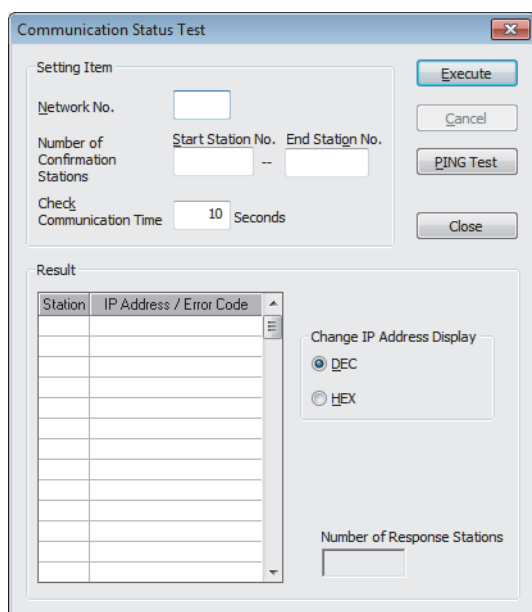 Communication Status Test
Setting Item
Network No.
Number of
Confirmation
Stations
Start Station No. End Station No.
--
Check
Communication Time
10 Seconds
Execute
Cancel
PING Test
Close
Result
Station IP Address / Error Code
Change IP Address Display
DEC
HEX
Number of Response Stations